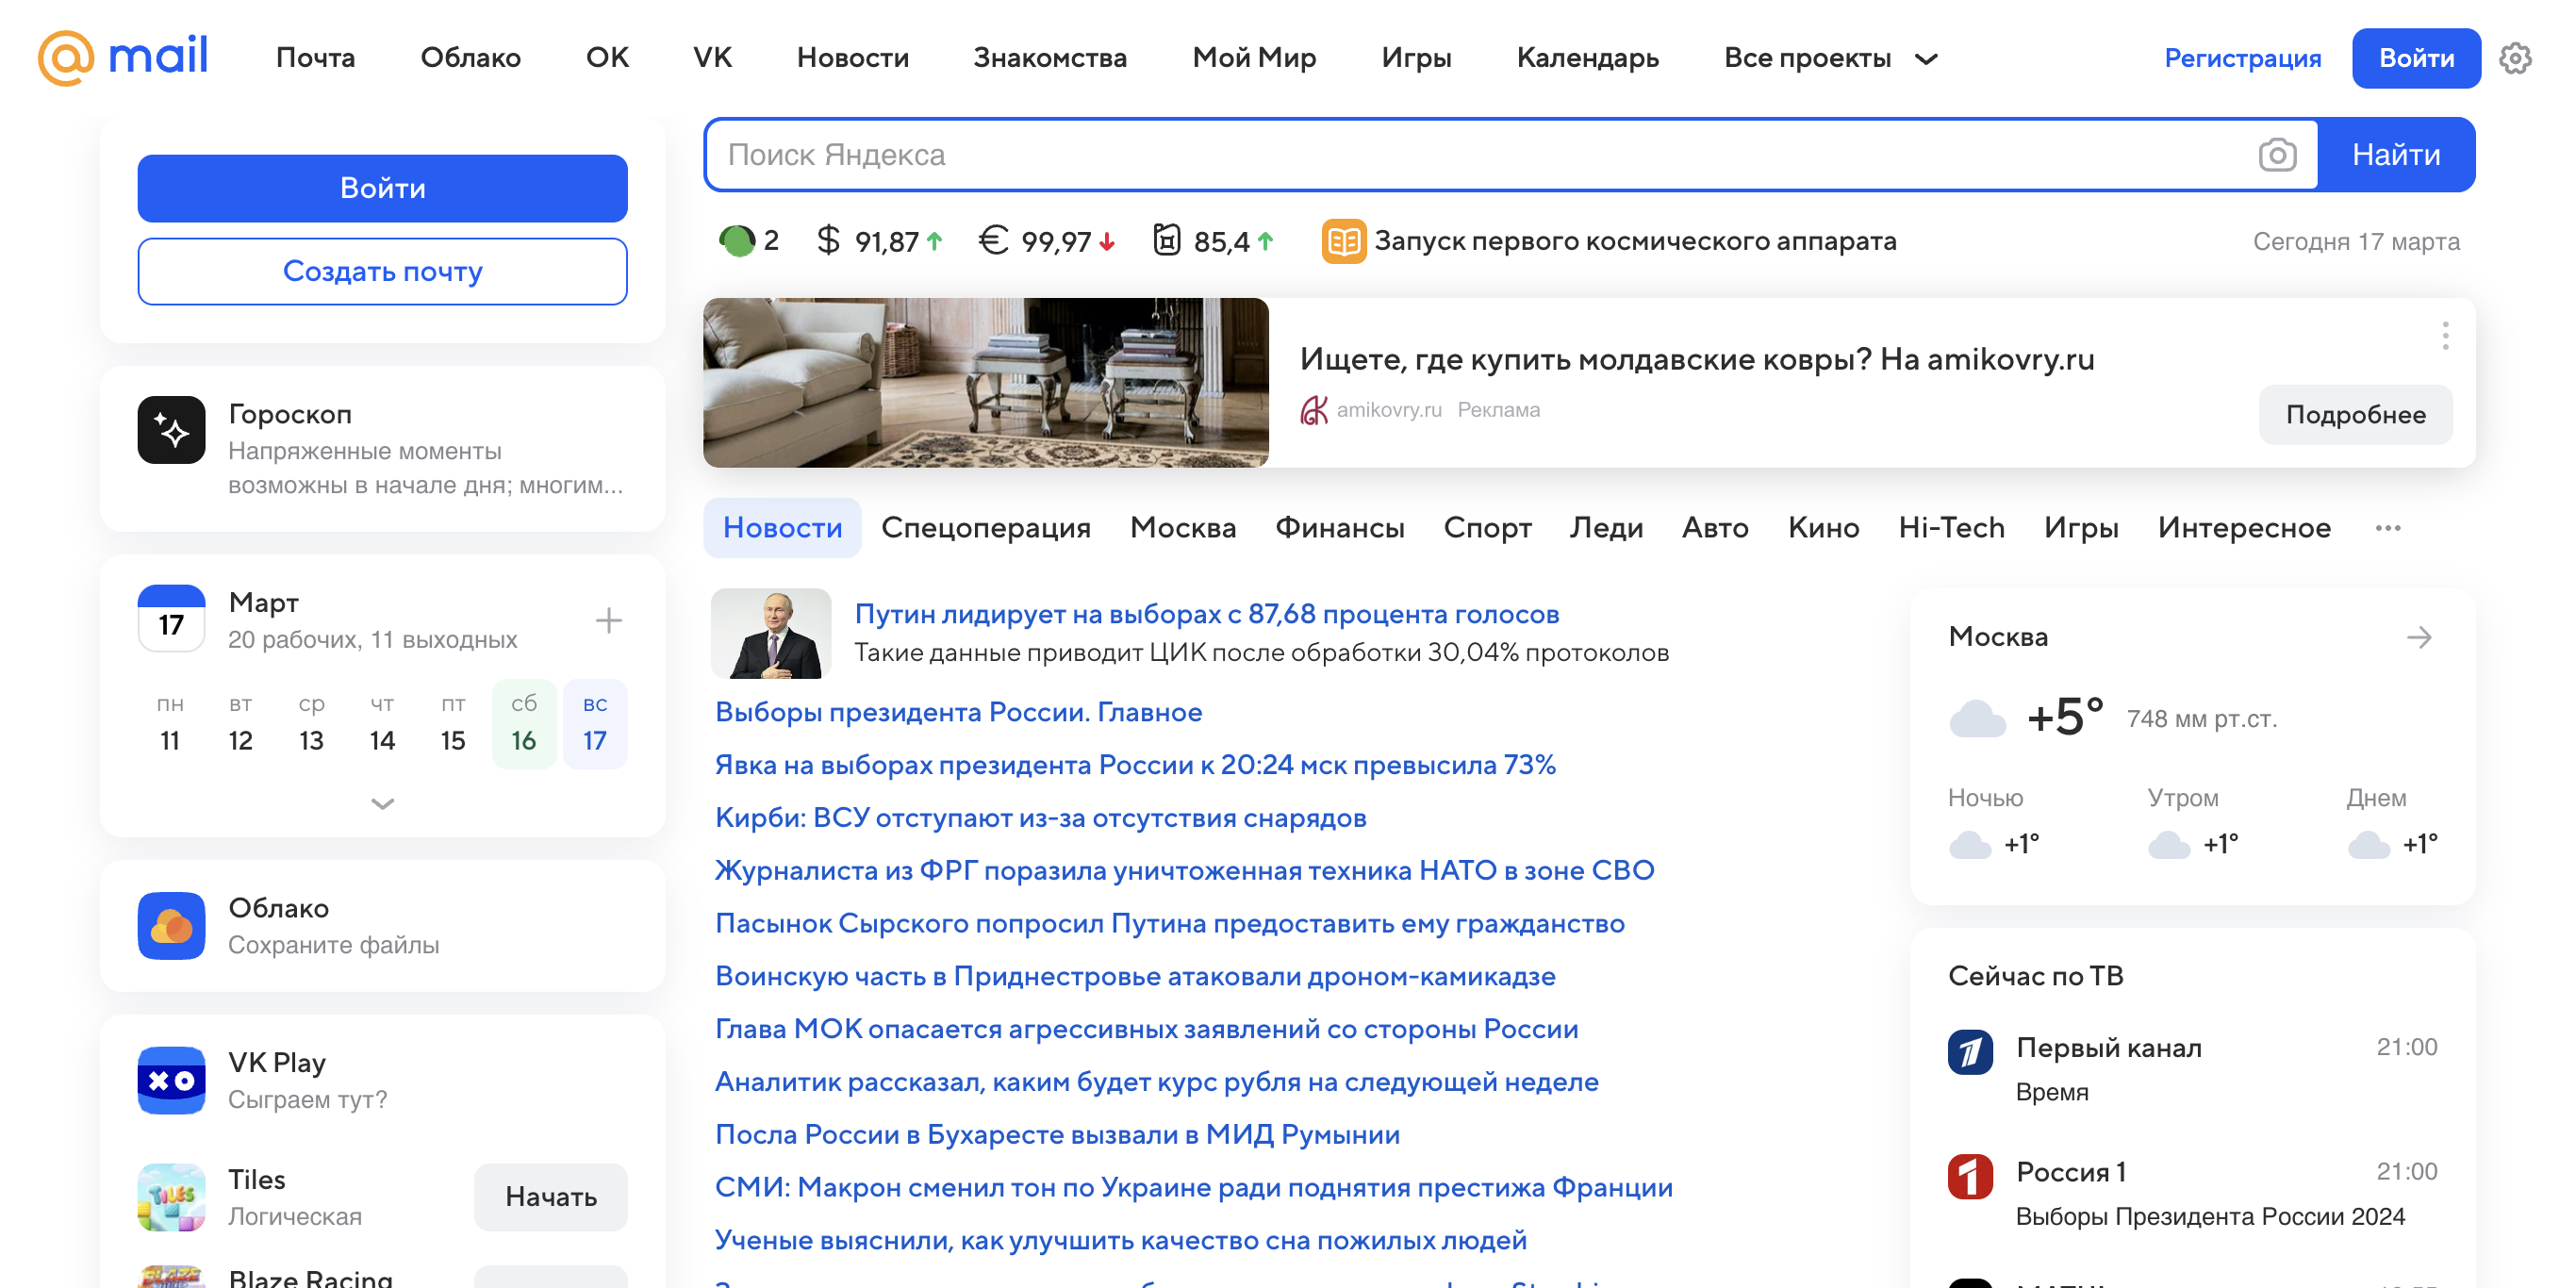 mail
Почта
Облако
ОК
VK
Новости
Знакомства
Мой Мир
Игры
Календарь
Все проекты
Регистрация
Войти
Войти
Создать почту
Гороскоп
Напряженные моменты
возможны в начале дня; многим...
17
Март
20 рабочих, 11 выходных
пн вт ср чт пт сб вс
11 12 13 14 15 16 17
Облако
Сохраните файлы
VK Play
Сыграем тут?
TILES
Tiles
Логическая
Начать
Blaze Racing
Поиск Яндекса
Найти
2
$ 91,87
€ 99,97
85,4
Запуск первого космического аппарата
Сегодня 17 марта
Ищете, где купить молдавские ковры? На amikovry.ru
amikovry.ru Реклама
Подробнее
Новости
Спецоперация
Москва
Финансы
Спорт
Леди
Авто
Кино
Hi-Tech
Игры
Интересное
Путин лидирует на выборах с 87,68 процента голосов
Такие данные приводит ЦИК после обработки 30,04% протоколов
Выборы президента России. Главное
Явка на выборах президента России к 20:24 мск превысила 73%
Кирби: ВСУ отступают из-за отсутствия снарядов
Журналиста из ФРГ поразила уничтоженная техника НАТО в зоне СВО
Пасынок Сырского попросил Путина предоставить ему гражданство
Воинскую часть в Приднестровье атаковали дроном-камикадзе
Глава МОК опасается агрессивных заявлений со стороны России
Аналитик рассказал, каким будет курс рубля на следующей неделе
Посла России в Бухаресте вызвали в МИД Румынии
СМИ: Макрон сменил тон по Украине ради поднятия престижа Франции
Ученые выяснили, как улучшить качество сна пожилых людей
Москва
+5° 748 мм рт.ст.
Ночью Утром Днем
+1° +1° +1°
Сейчас по ТВ
Первый канал 21:00
Время
Россия 1 21:00
Выборы Президента России 2024